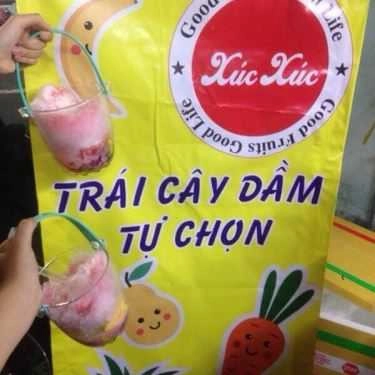 Good Fruits Good Life
Good Fruits Good Life
Xúc Xúc
TRÁI CÂY DẦM
TỰ CHỌN